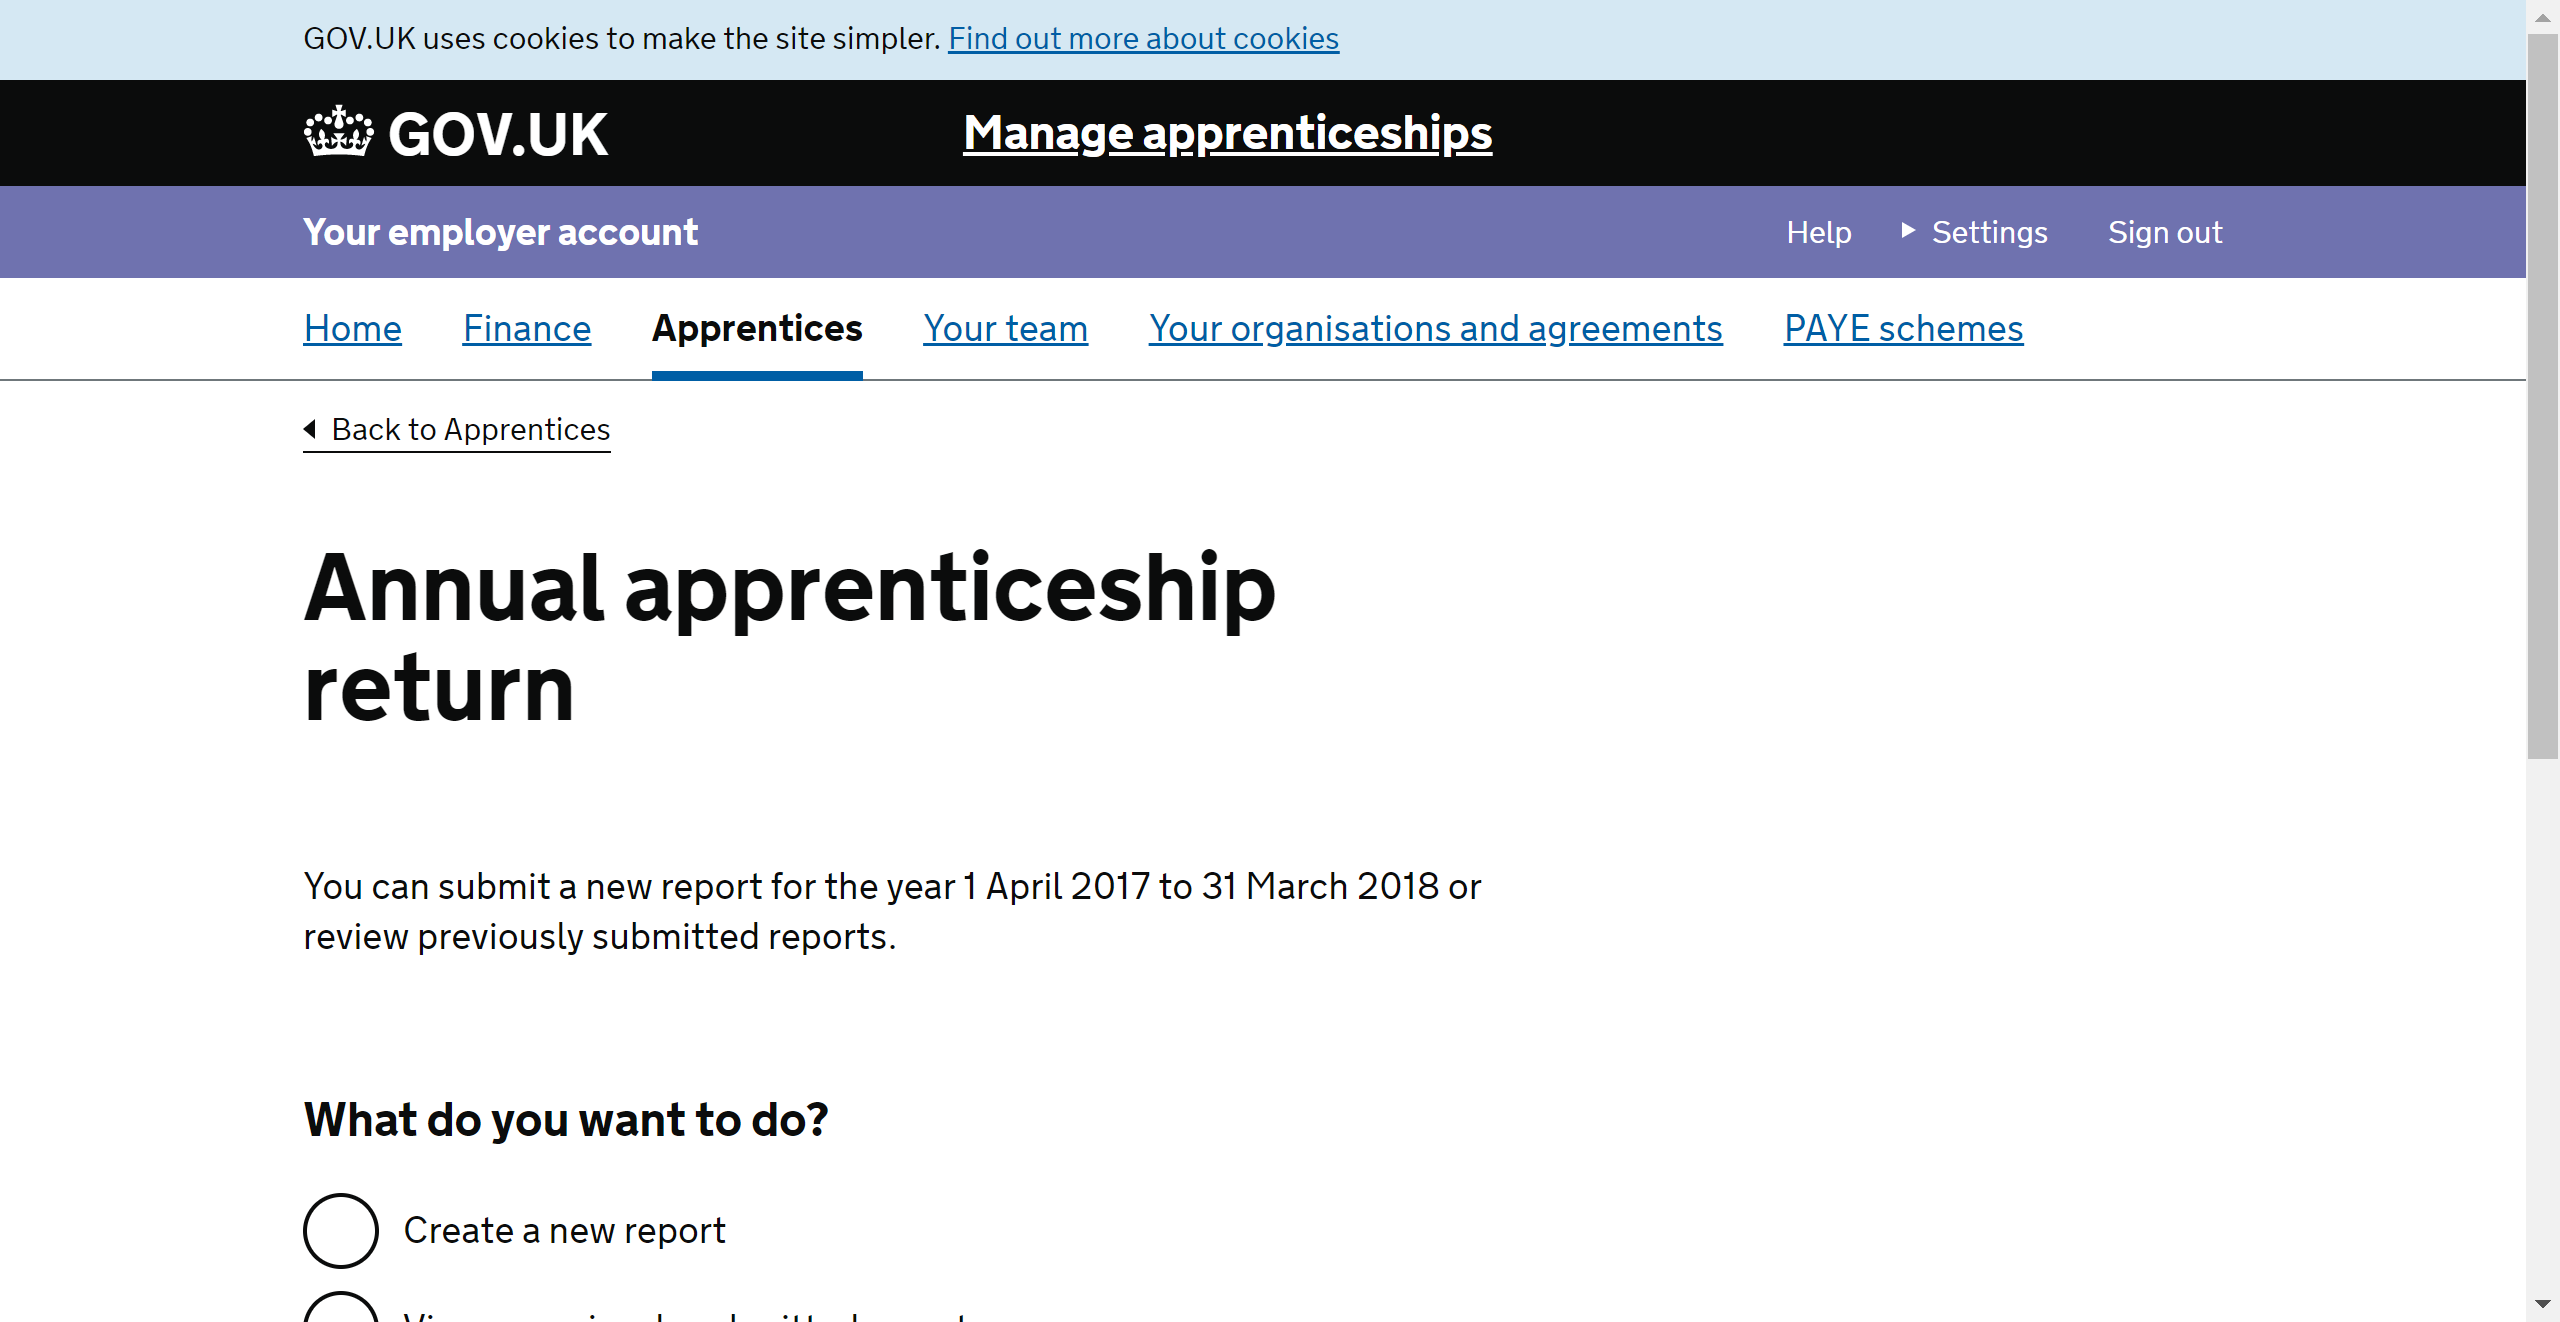 GOV.UK uses cookies to make the site simpler. Find out more about cookies
GOV.UK Manage apprenticeships
Your employer account Help Settings Sign out
Home Finance Apprentices Your team Your organisations and agreements PAYE schemes
Back to Apprentices
Annual apprenticeship
return
You can submit a new report for the year 1 April 2017 to 31 March 2018 or
review previously submitted reports.
What do you want to do?
Create a new report